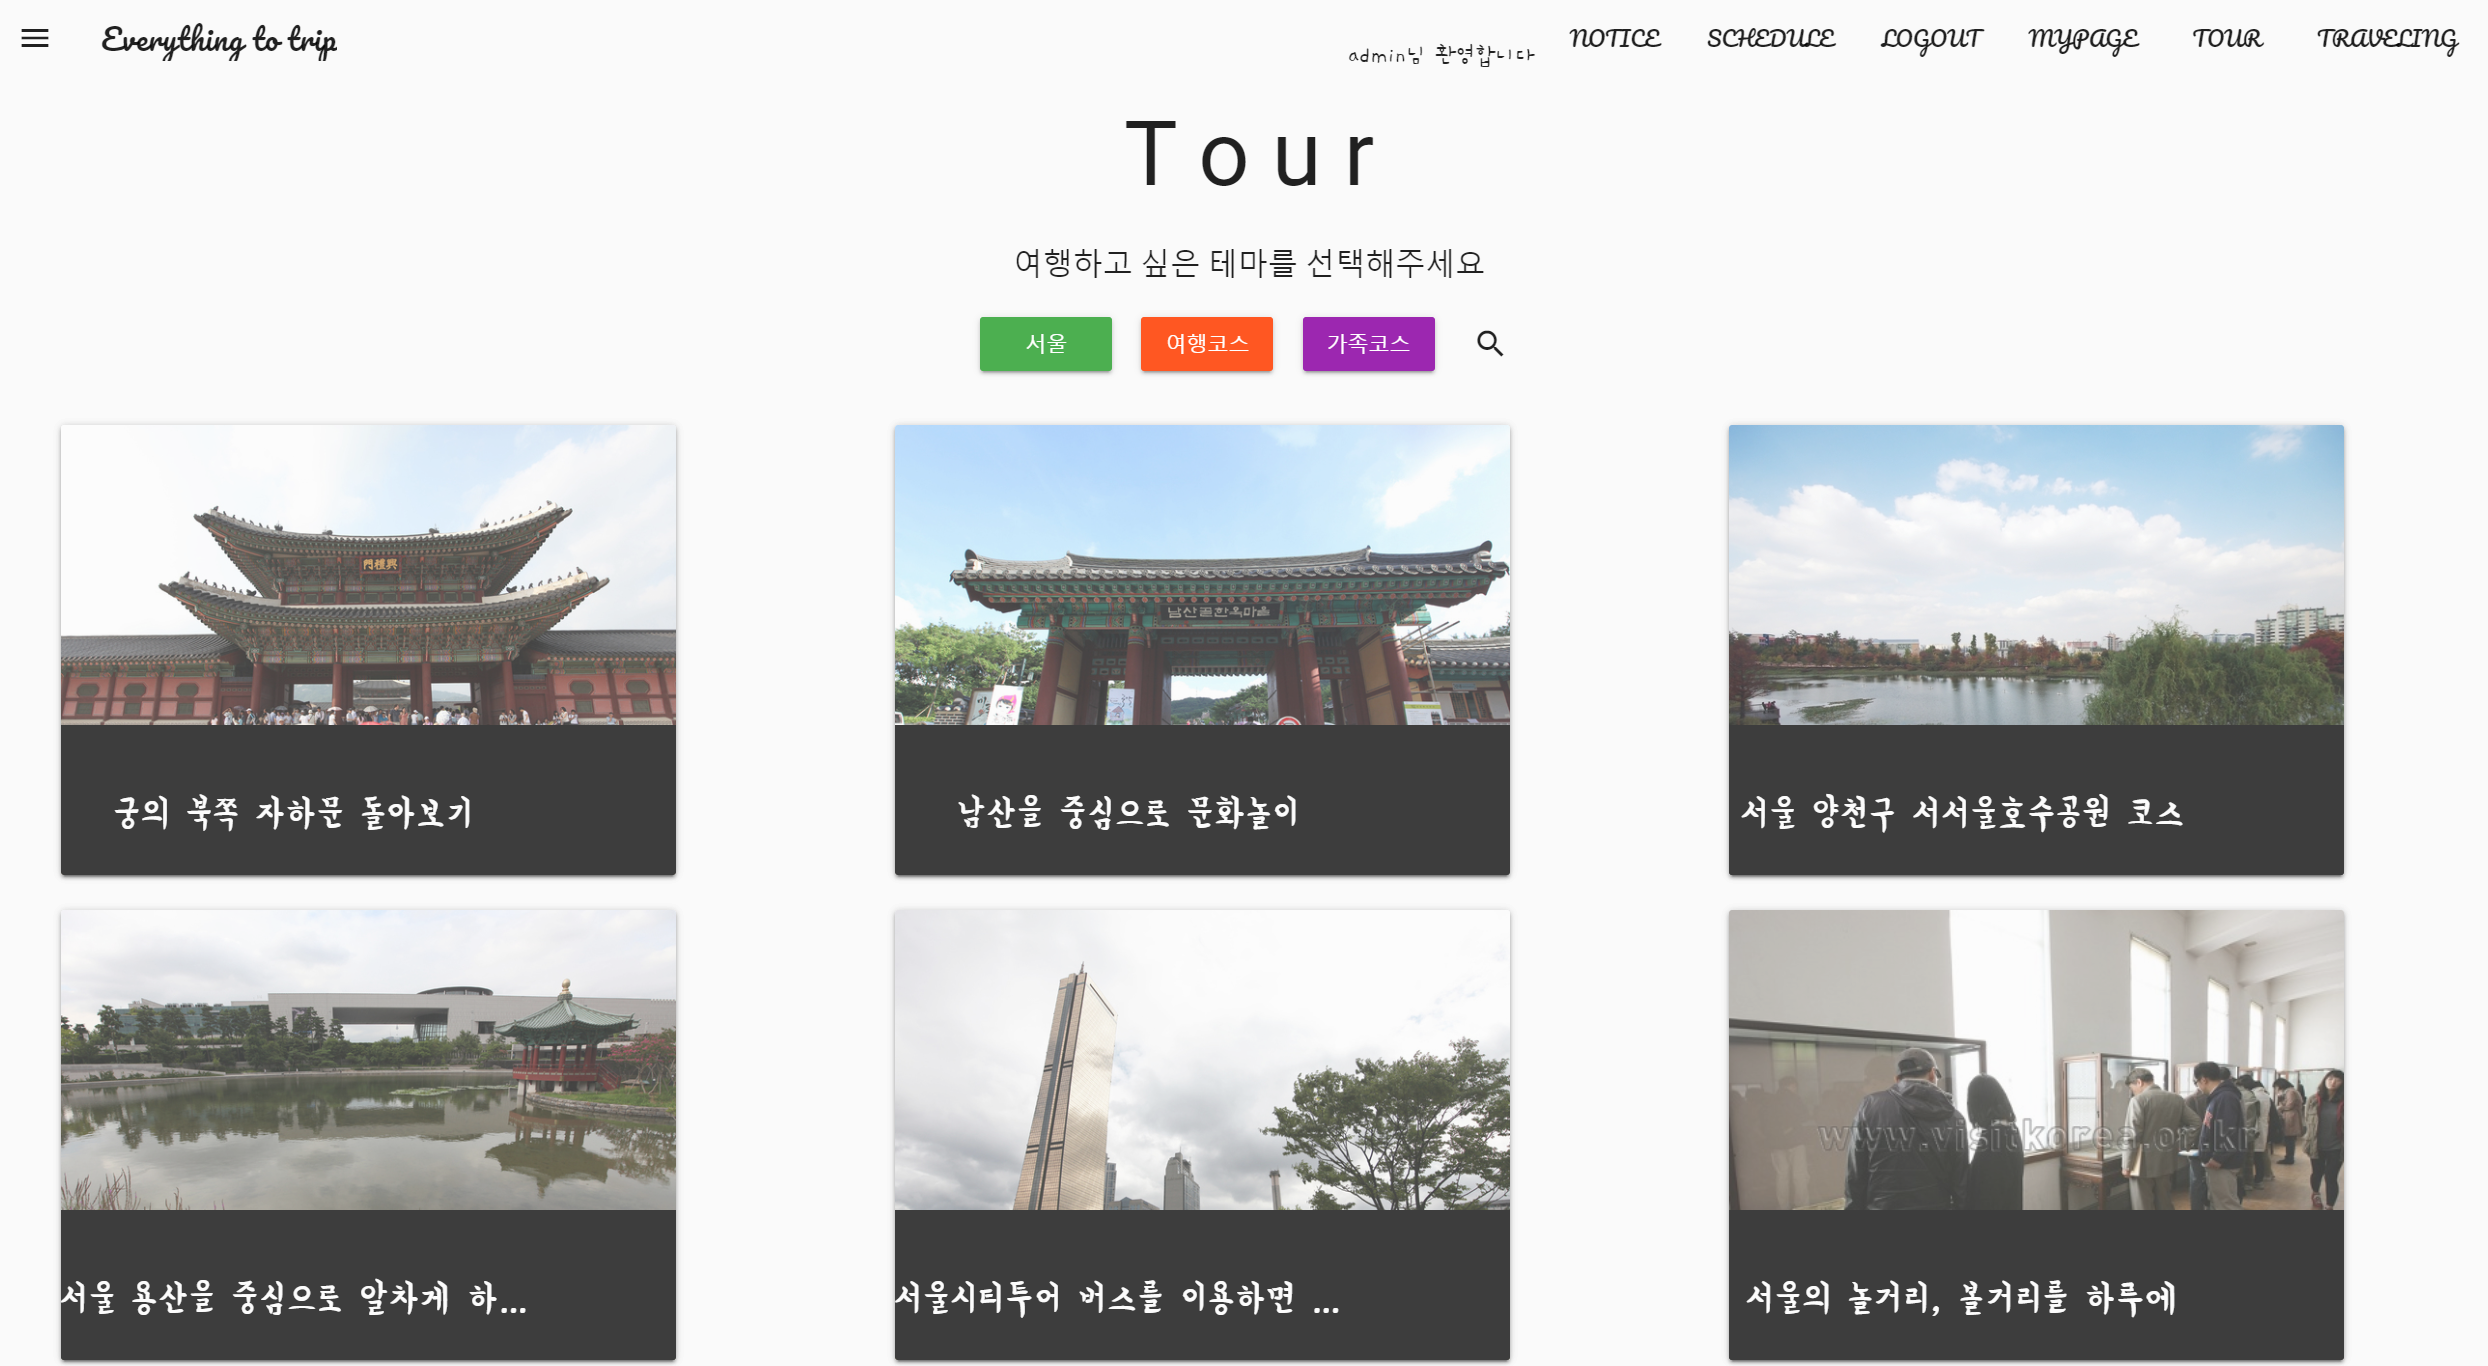 Everything to trip
admin님 환영합니다
NOTICE
SCHEDULE
LOGOUT
MYPAGE
TOUR
TRAVELING
Tour
여행하고 싶은 테마를 선택해주세요
서울
여행코스
가족코스
門禮興
남산골한옥마을
궁의 북쪽 자하문 돌아보기
남산을 중심으로 문화놀이
서울 양천구 서서울호수공원 코스
www.visitkorea.or.kr
서울 용산을 중심으로 알차게 하...
서울시티투어 버스를 이용하면 ...
서울의 놀거리, 볼거리를 하루에